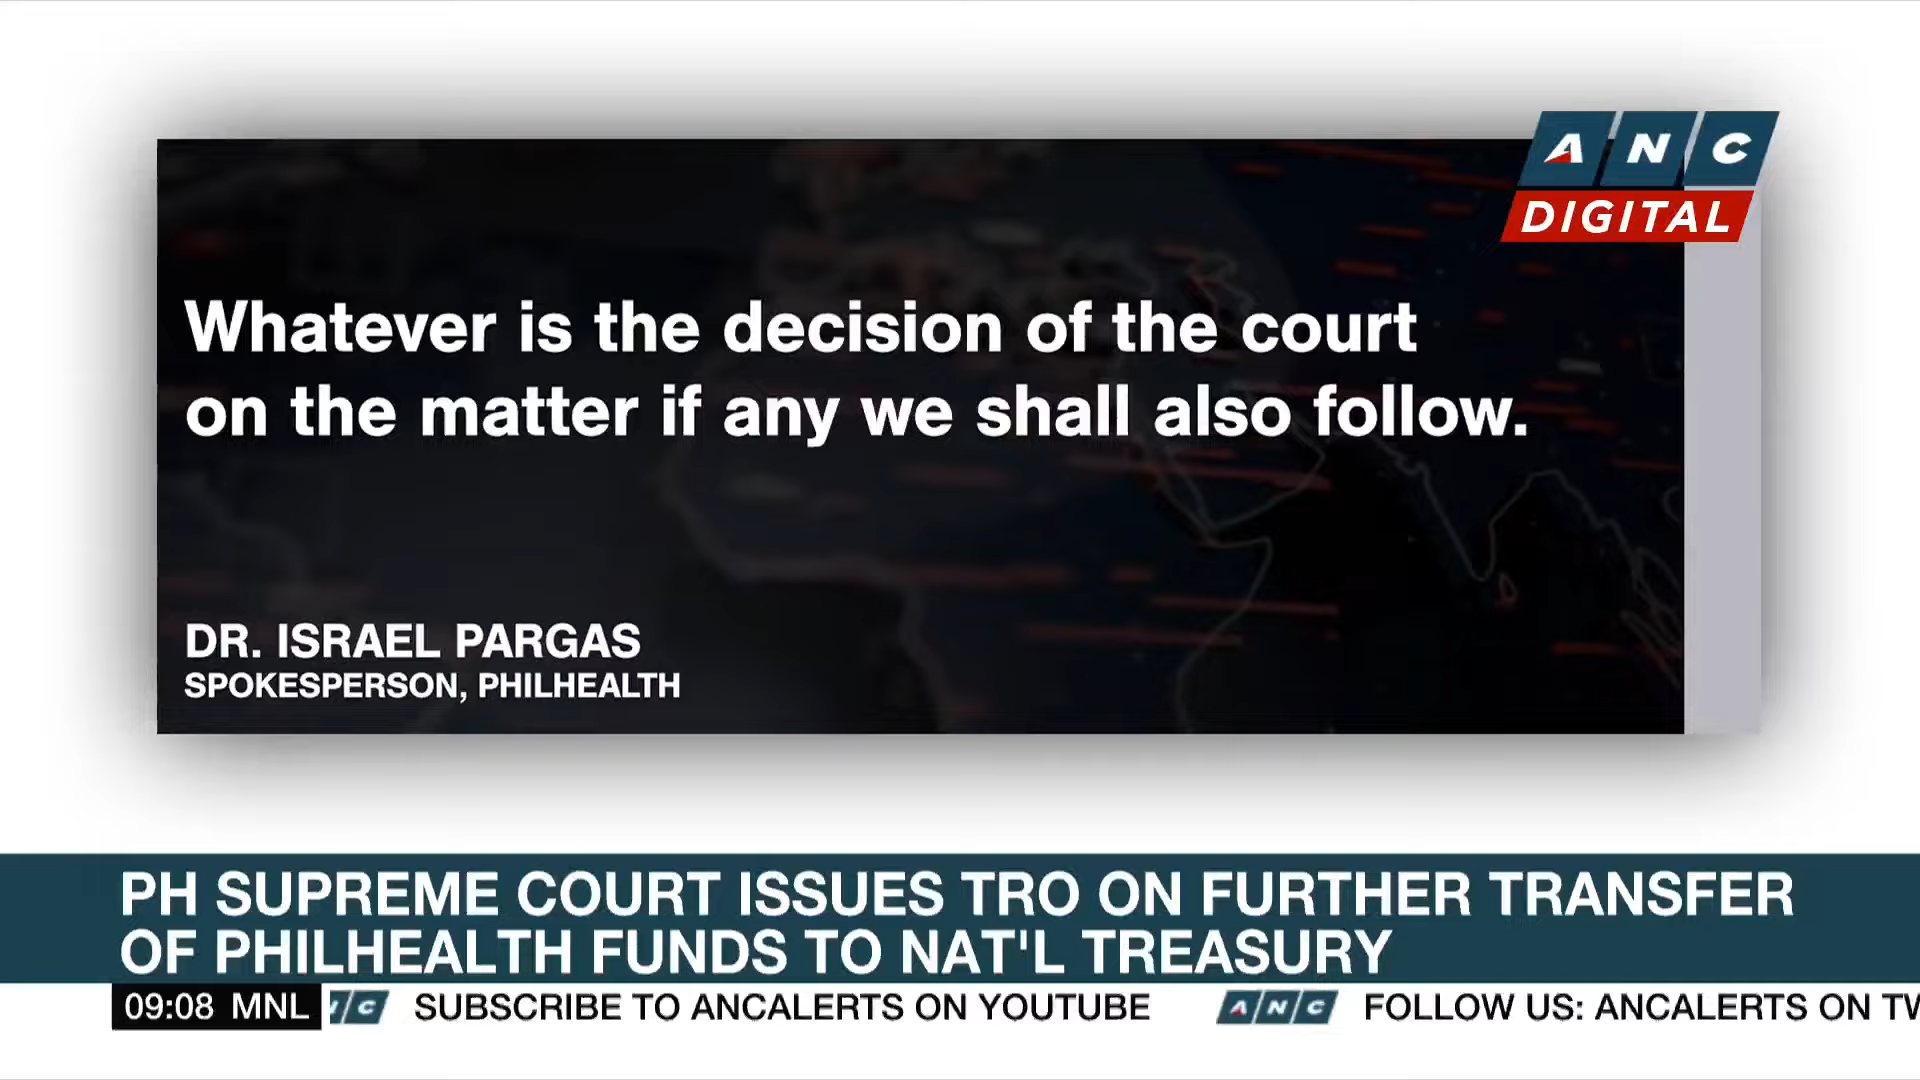 ANC
DIGITAL
Whatever is the decision of the court
on the matter if any we shall also follow.
DR. ISRAEL PARGAS
SPOKESPERSON, PHILHEALTH
PH SUPREME COURT ISSUES TRO ON FURTHER TRANSFER
OF PHILHEALTH FUNDS TO NAT'L TREASURY
09:08 MNL C SUBSCRIBE TO ANCALERTS ON YOUTUBE ANC FOLLOW US: ANCALERTS ON TW